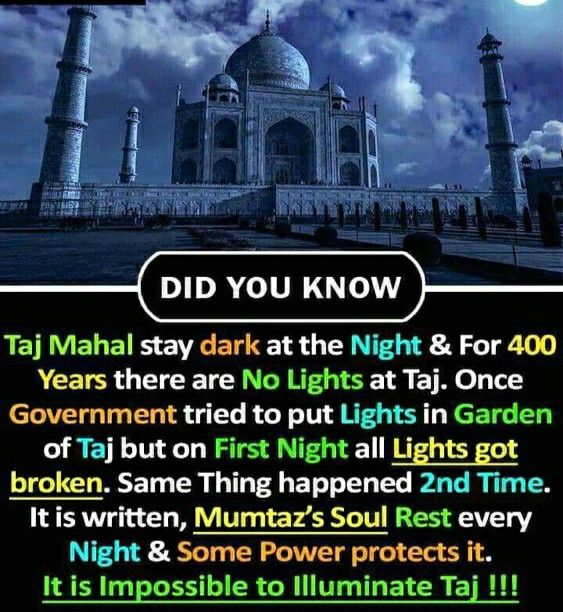 DID YOU KNOW
Taj Mahal stay dark at the Night & For 400
Years there are No Lights at Taj. Once
Government tried to put Lights in Garden
of Taj but on First Night all Lights got
broken. Same Thing happened 2nd Time.
It is written, Mumtaz's Soul Rest every
Night & Some Power protects it.
It is Impossible to Illuminate Taj !!!